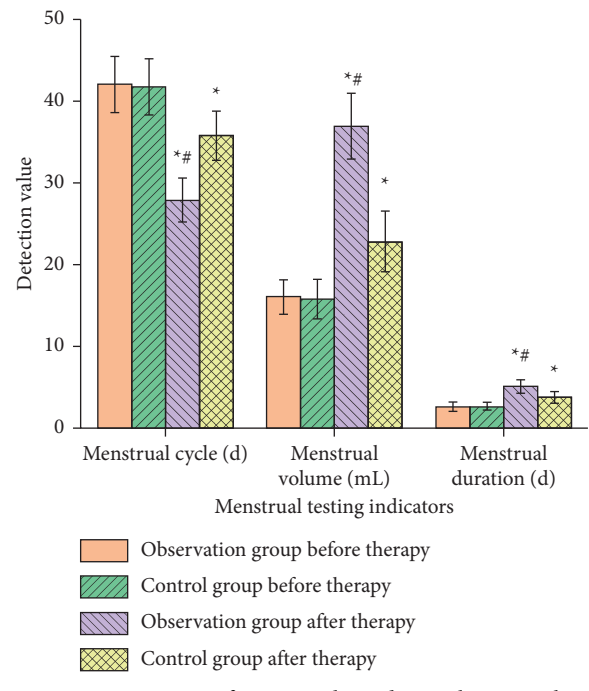 50
40
30
20
10
0
Detection value
*#
*
*#
*
*#
*
Menstrual cycle (d)
Menstrual
volume (mL)
Menstrual
duration (d)
Menstrual testing indicators
Observation group before therapy
Control group before therapy
Observation group after therapy
Control group after therapy